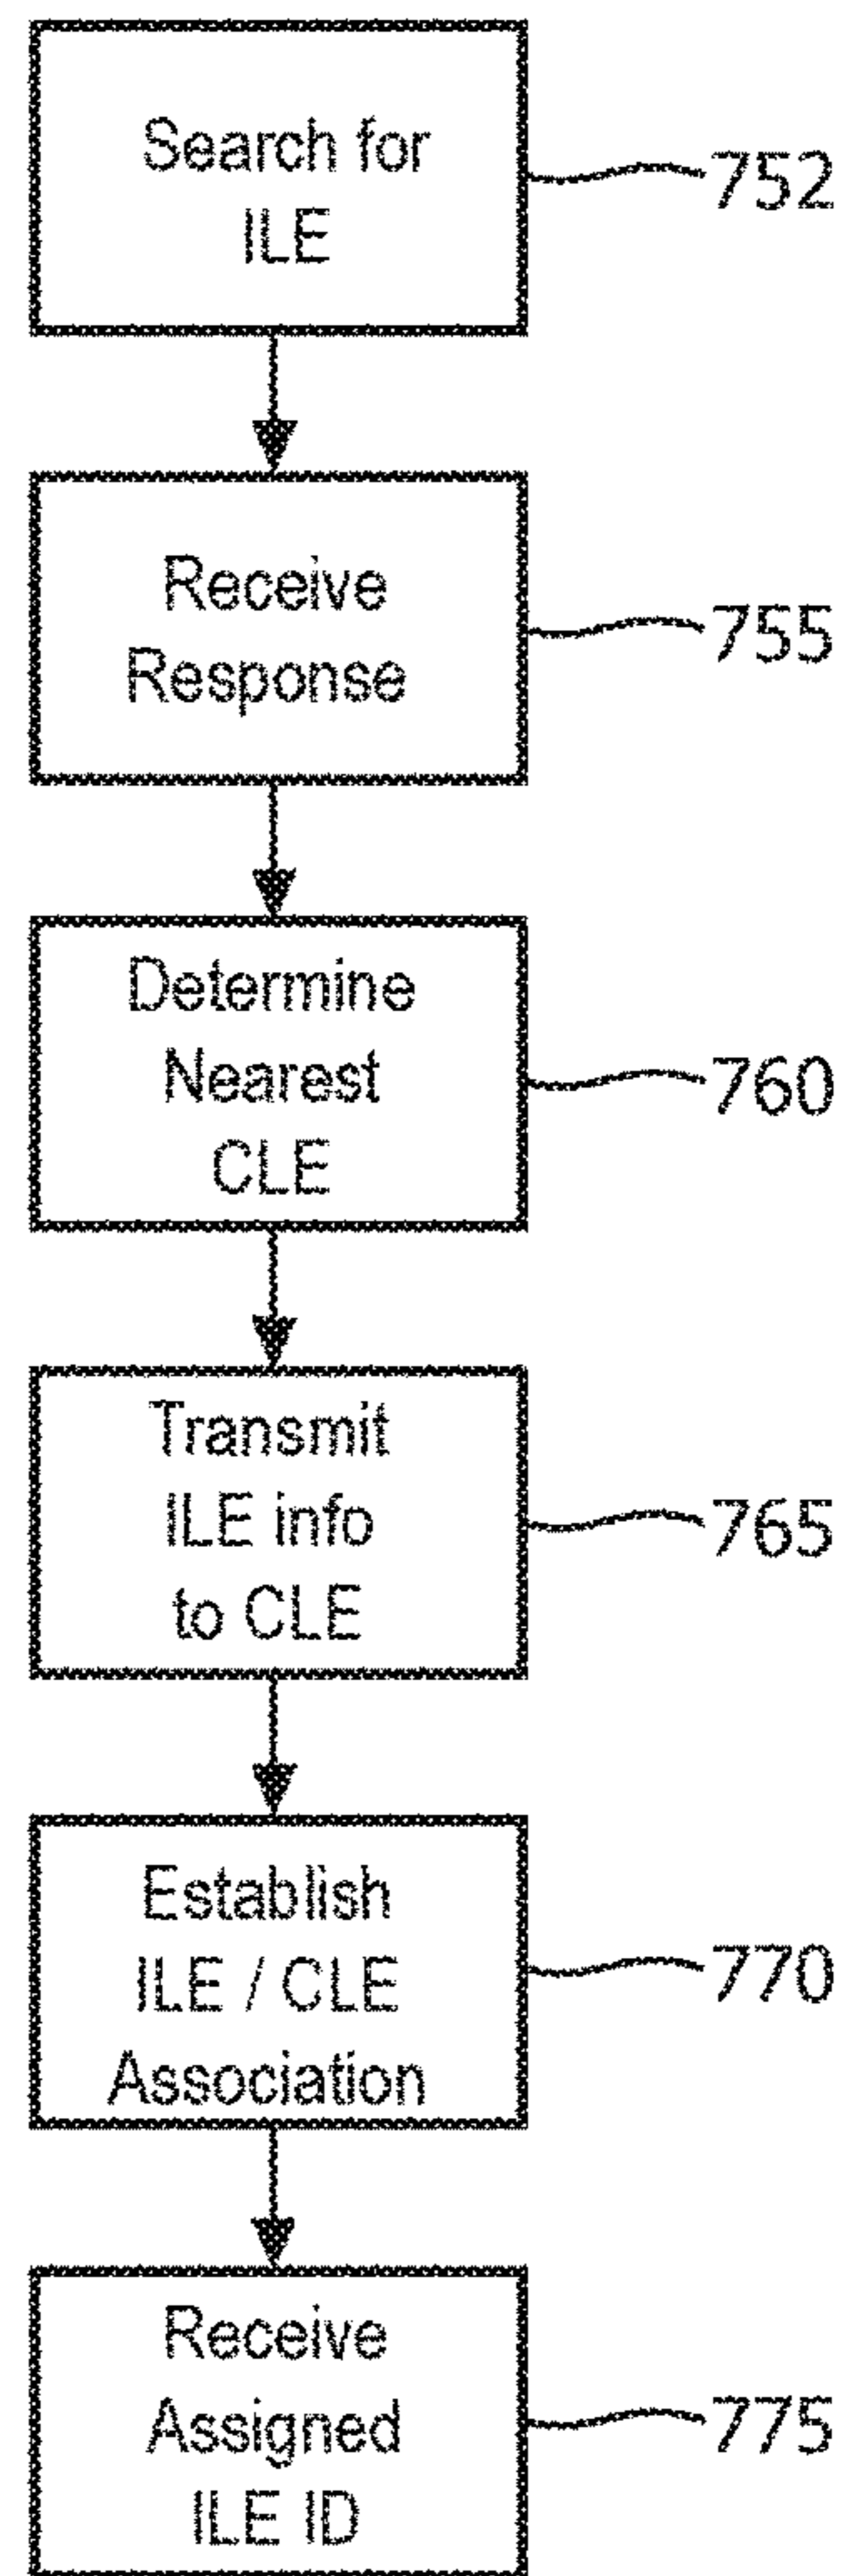 Search for
ILE
752
Receive
Response
755
Determine
Nearest
CLE
760
Transmit
ILE info
to CLE
765
Establish
ILE / CLE
Association
770
Receive
Assigned
ILE ID
775